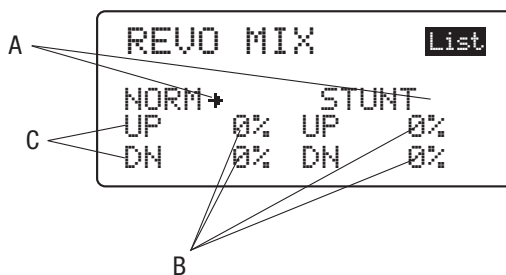 REVO MIX List
A
NORM→ STUNT
UP 0% UP 0%
C
DN 0% DN 0%
B